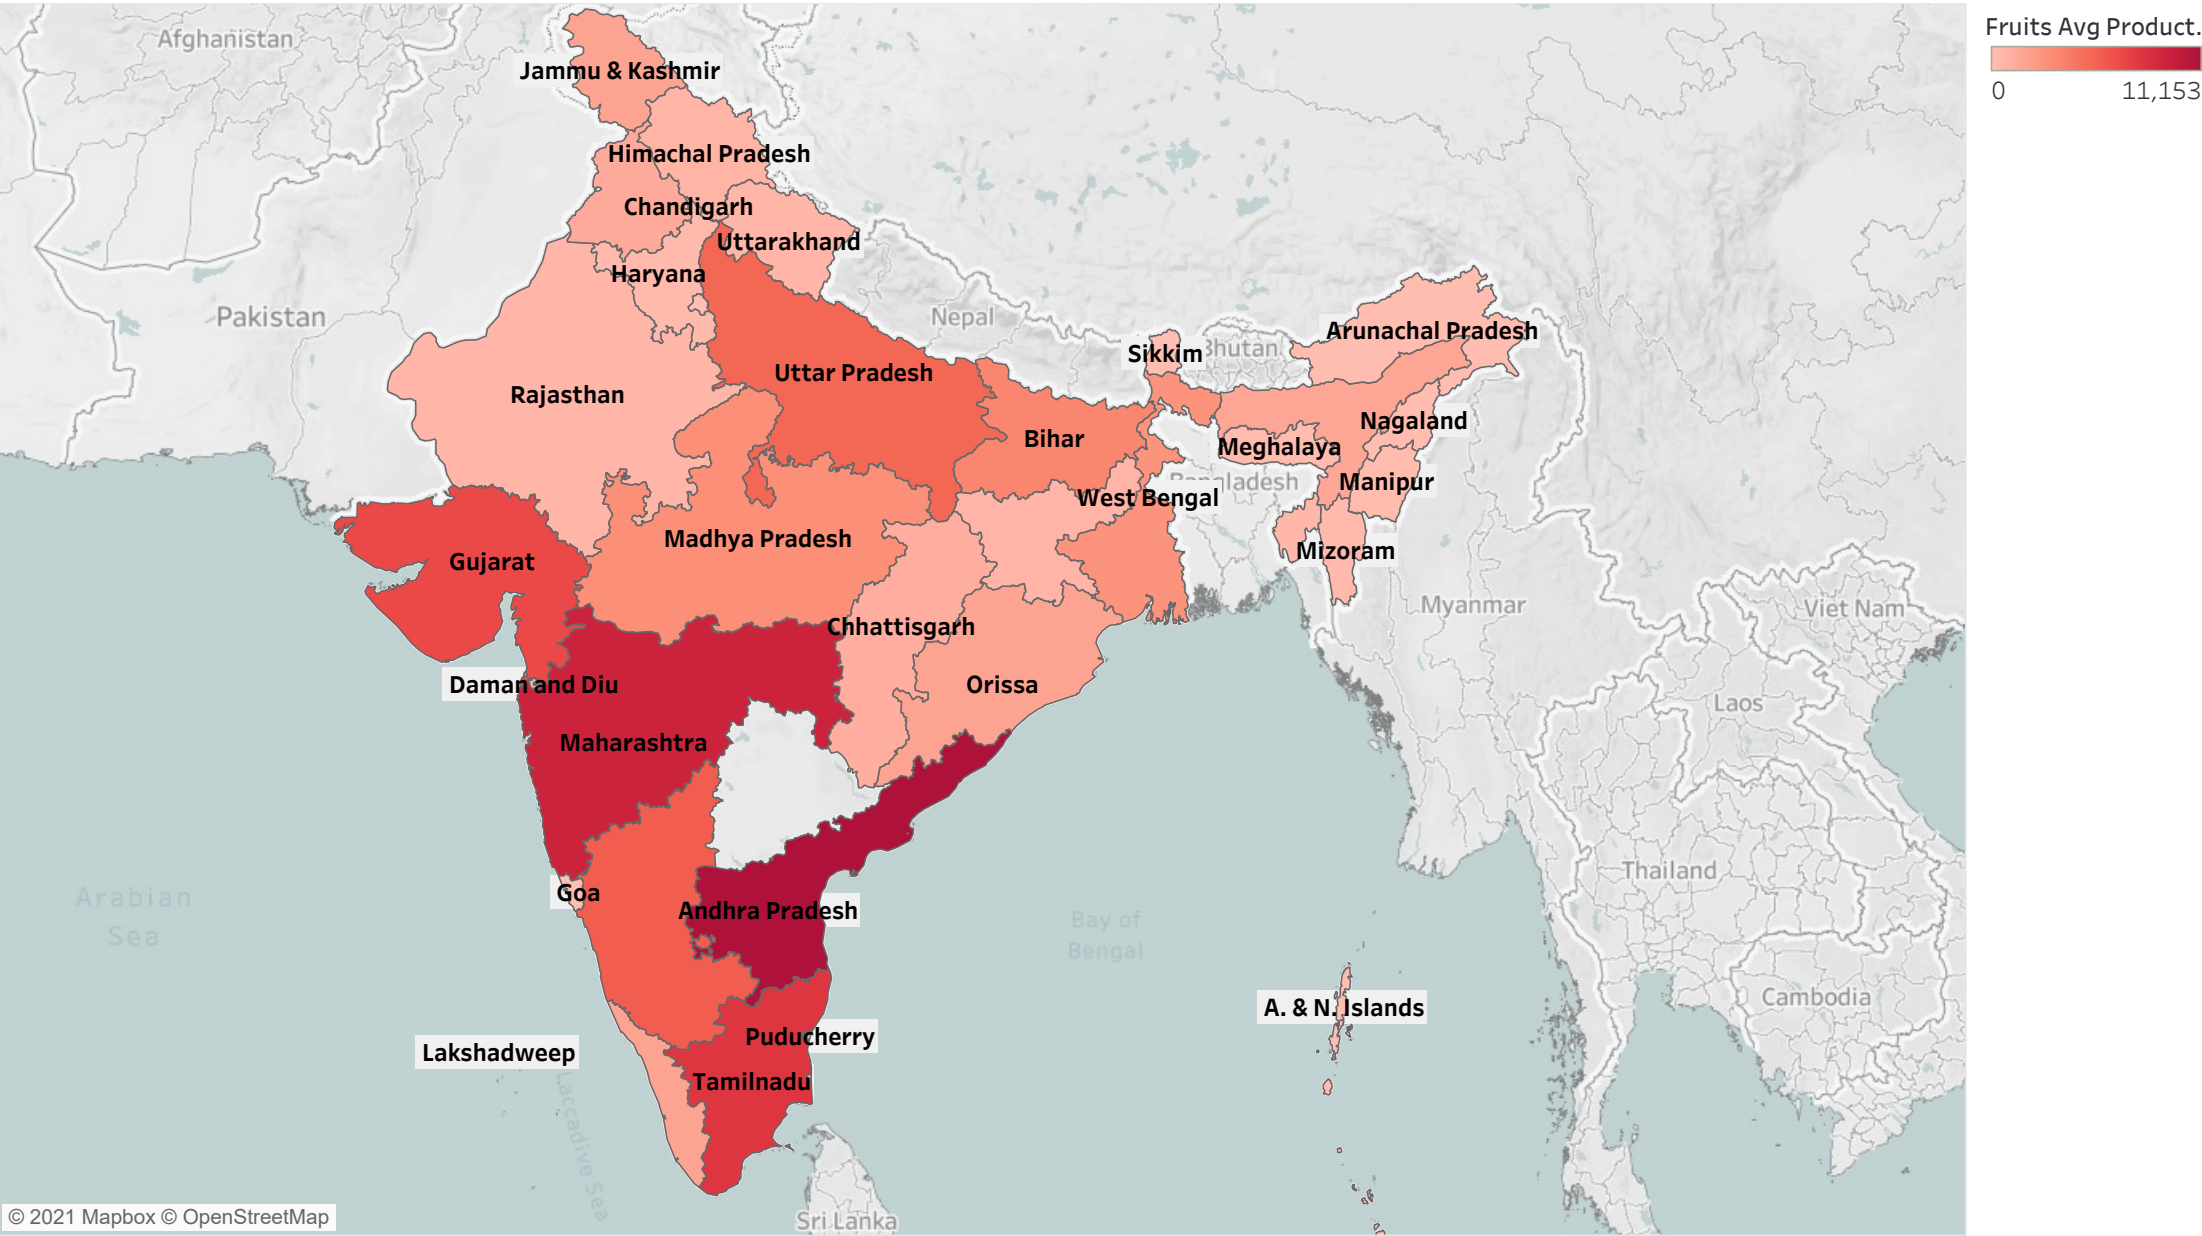 Fruits Avg Product.
0 11,153
Afghanistan
Jammu & Kashmir
Himachal Pradesh
Chandigarh
Uttarakhand
Haryana
Pakistan
Nepal
Arunachal Pradesh
Sikkim
Bhutan
Uttar Pradesh
Rajasthan
Nagaland
Bihar
Meghalaya
Manipur
Bangladesh
West Bengal
Madhya Pradesh
Mizoram
Gujarat
Myanmar
Viet Nam
Chhattisgarh
Daman and Diu
Orissa
Laos
Maharashtra
Thailand
Goa
Arabian
Sea
Andhra Pradesh
Bay of
Bengal
Cambodia
A. & N. Islands
Puducherry
Lakshadweep
Tamilnadu
Laccadive Sea
© 2021 Mapbox © OpenStreetMap
Sri Lanka